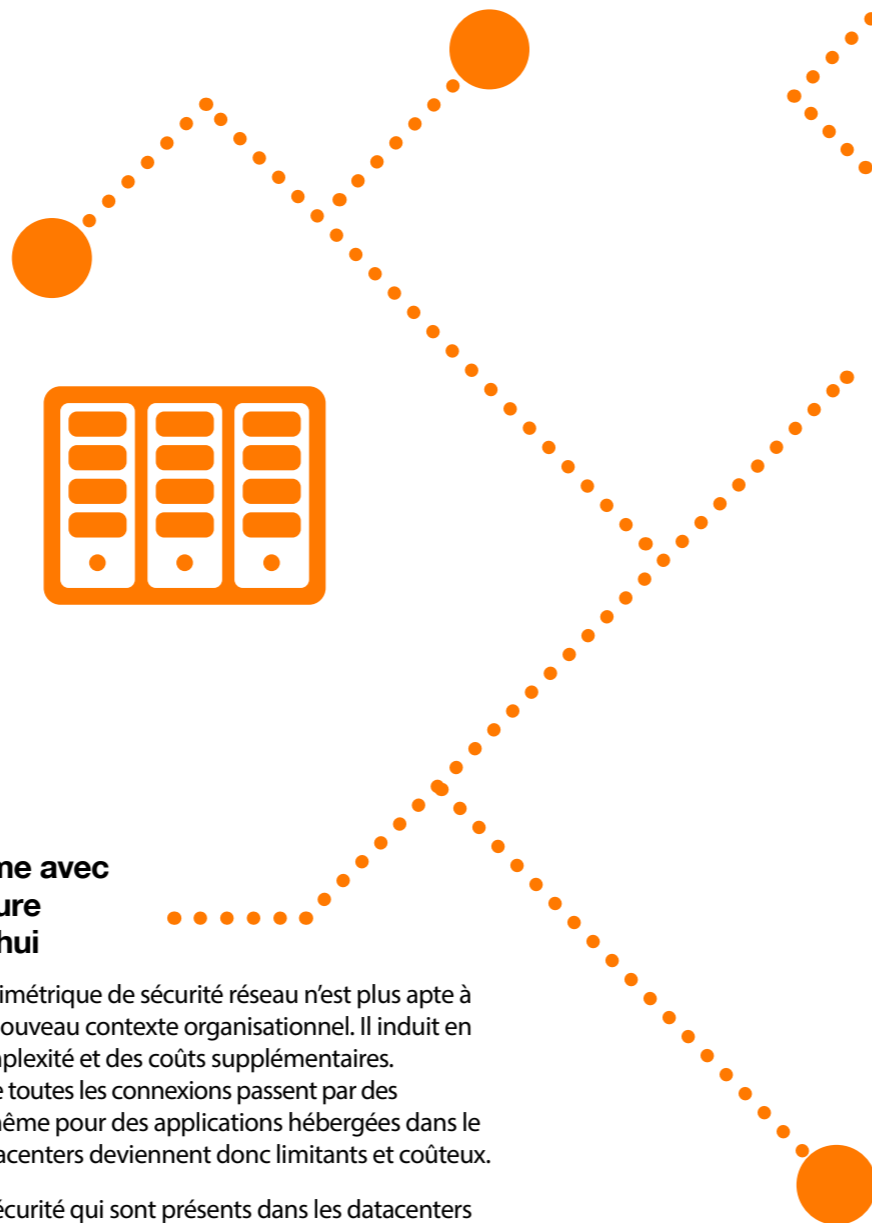 me avec
ure
hui
imétrique de sécurité réseau n’est plus apte à
nouveau contexte organisationnel. Il induit en
plexité et des coûts supplémentaires.
e toutes les connexions passent par des
même pour des applications hébergées dans le
acenters deviennent donc limitants et coûteux.
écurité qui sont présents dans les datacenters